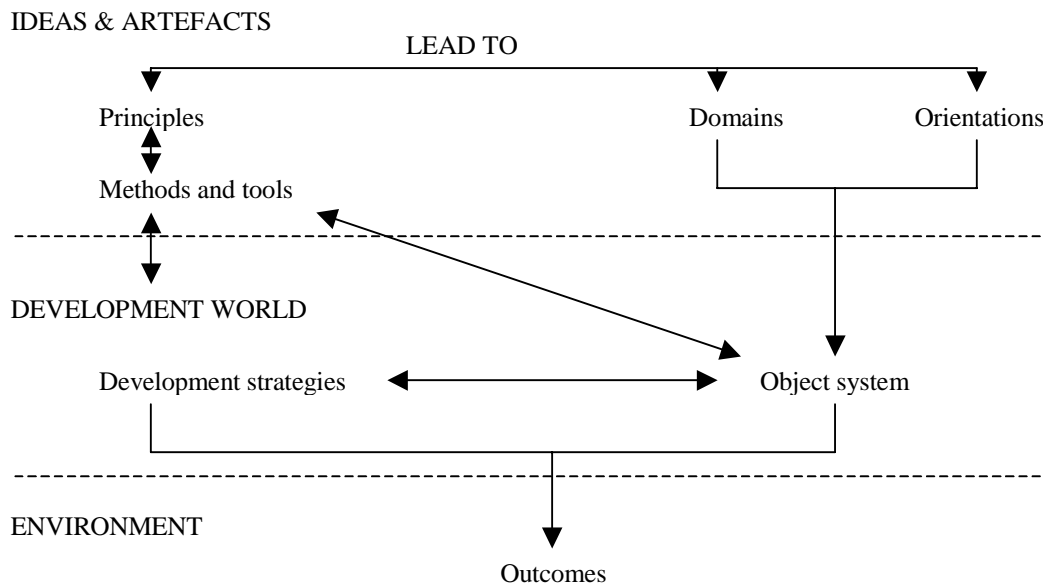 IDEAS & ARTEFACTS
LEAD TO
Principles
Domains
Orientations
Methods and tools
DEVELOPMENT WORLD
Development strategies
Object system
ENVIRONMENT
Outcomes